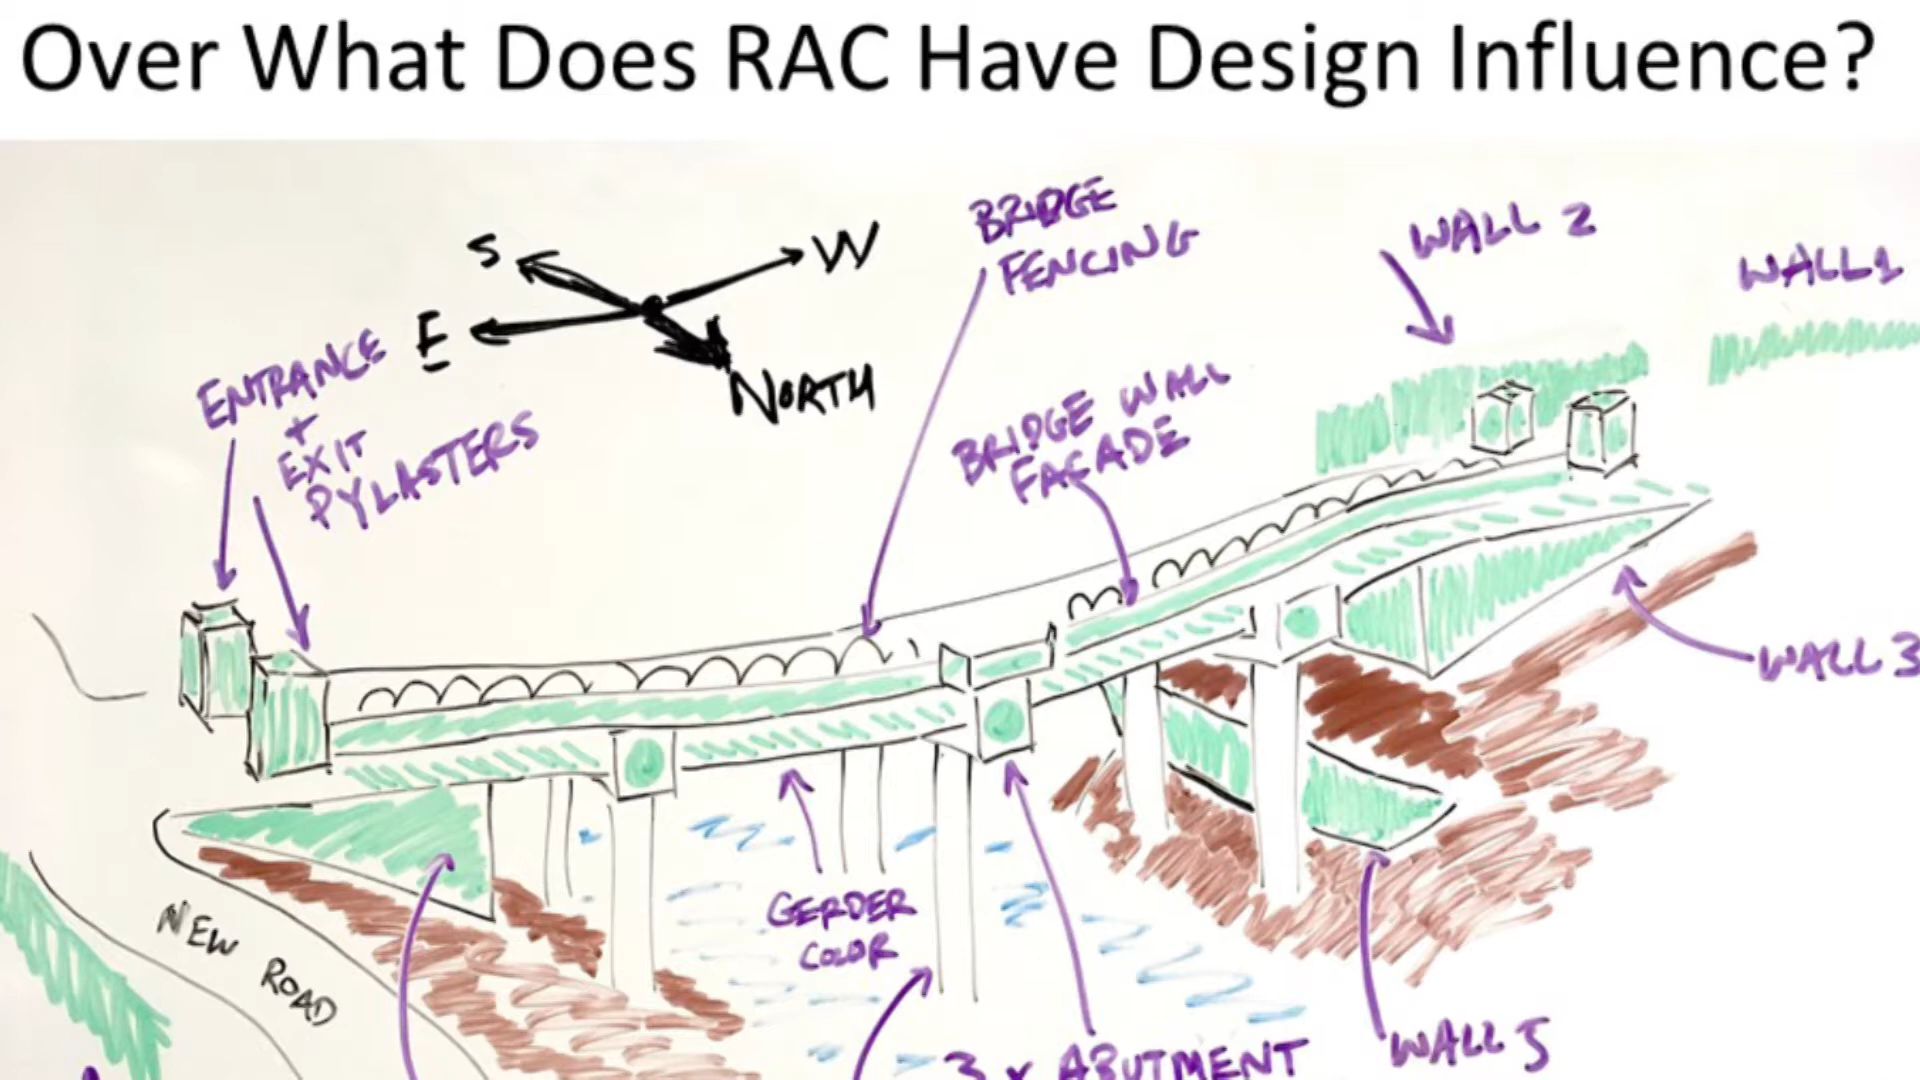 Over What Does RAC Have Design Influence?
BRIDGE
FENCING
WALL 2
WALL 1
S
W
E
NORTH
ENTRANCE
+
EXIT
PYLASTERS
BRIDGE WALL
FACADE
WALL 3
GERDER
COLOR
NEW ROAD
3 x ABUTMENT
WALL 5